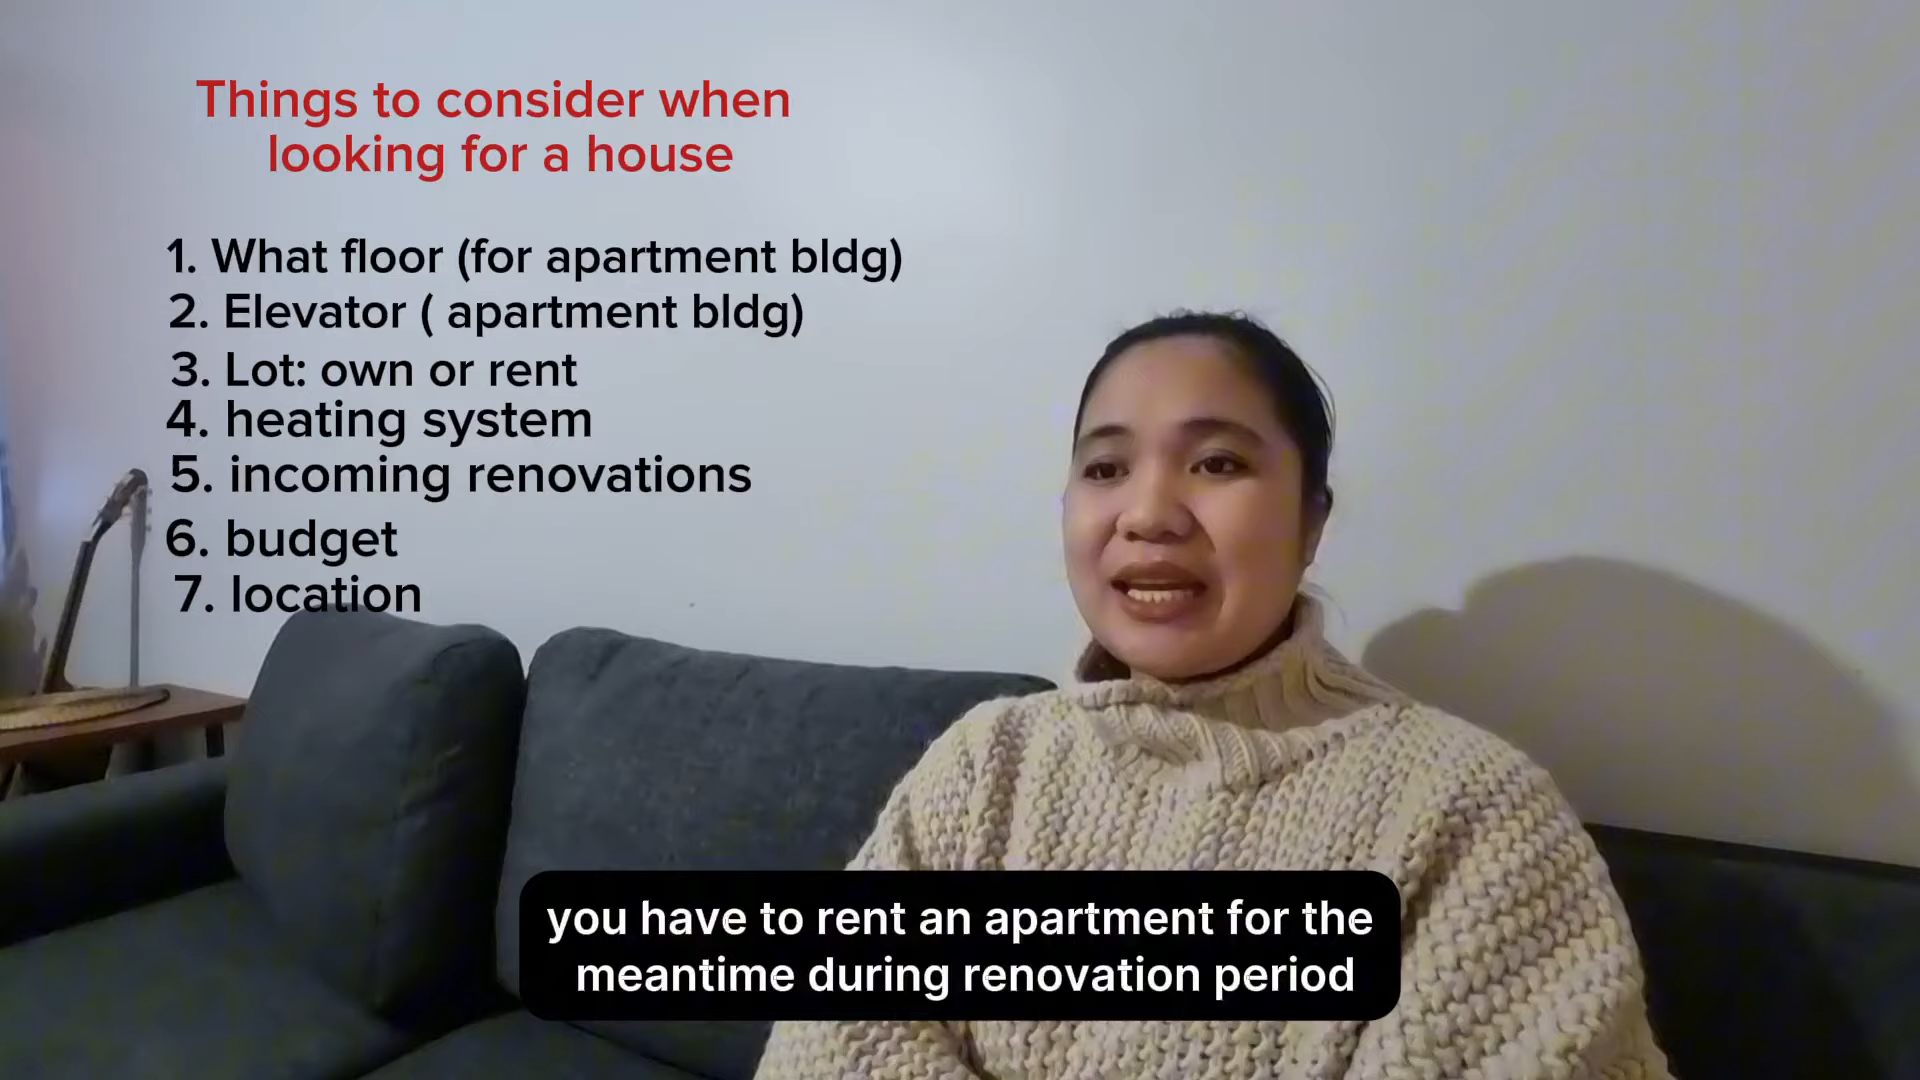 Things to consider when
looking for a house
1. What floor (for apartment bldg)
2. Elevator ( apartment bldg)
3. Lot: own or rent
4. heating system
5. incoming renovations
6. budget
7. location
you have to rent an apartment for the
meantime during renovation period